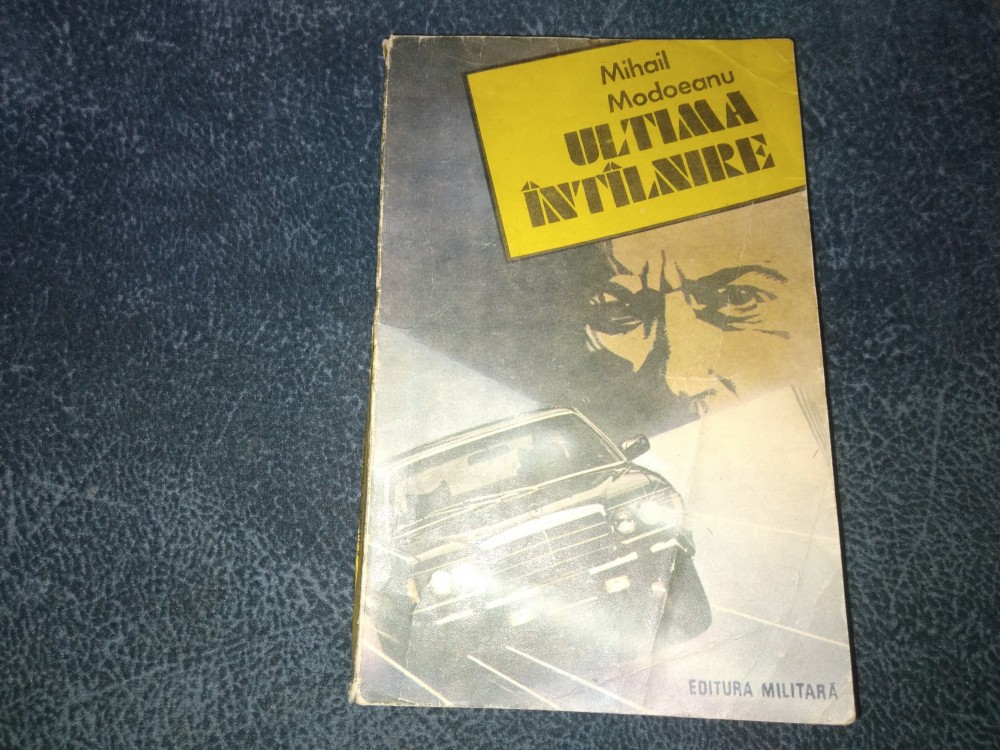 Mihail
Modoeanu
ULTIMA
ÎNTÎLNIRE
EDITURA MILITARĂ